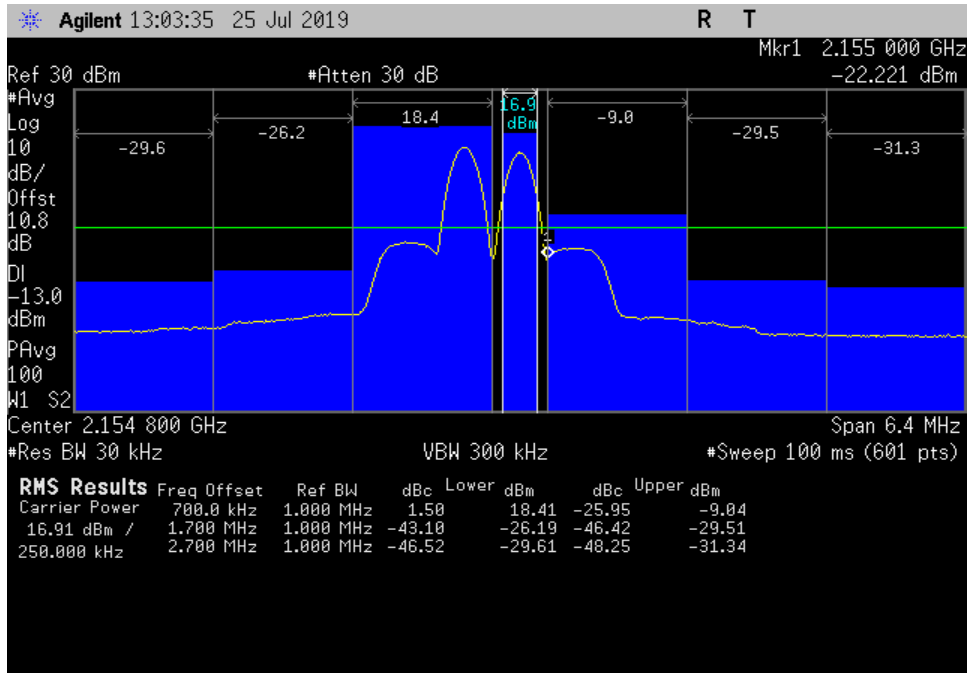 Agilent 13:03:35 25 Jul 2019 R T
Mkr1 2.155 000 GHz
Ref 30 dBm #Atten 30 dB -22.221 dBm
#Avg
Log
10
dB/
Offst
10.8
dB
DI
-13.0
dBm
PAvg
100
W1 S2
-29.6 -26.2 18.4 16.9 dBm -9.0 -29.5 -31.3
1
Center 2.154 800 GHz Span 6.4 MHz
#Res BW 30 kHz VBW 300 kHz #Sweep 100 ms (601 pts)
RMS Results Freq Offset Ref BW dBc Lower dBm dBc Upper dBm
Carrier Power 700.0 kHz 1.000 MHz 1.50 18.41 -25.95 -9.04
16.91 dBm / 1.700 MHz 1.000 MHz -43.10 -26.19 -46.42 -29.51
250.000 kHz 2.700 MHz 1.000 MHz -46.52 -29.61 -48.25 -31.34